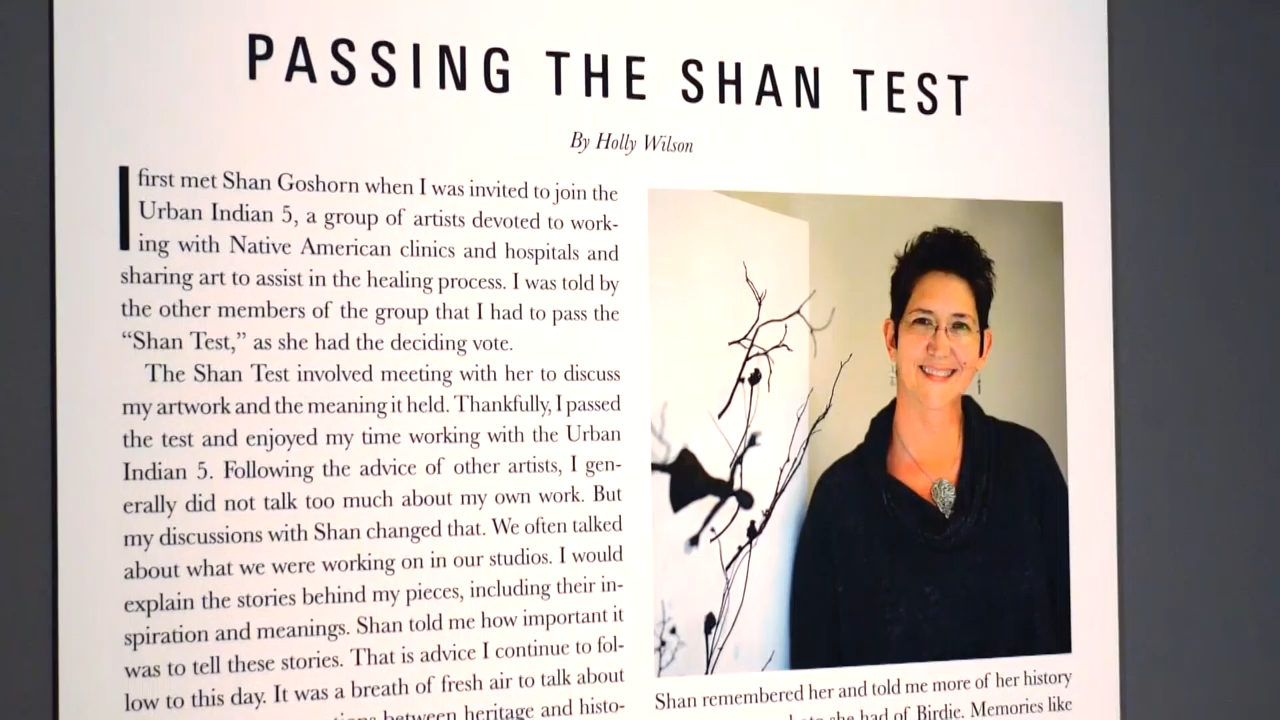 PASSING THE SHAN TEST
By Holly Wilson
I first met Shan Goshorn when I was invited to join the
Urban Indian 5, a group of artists devoted to work-
ing with Native American clinics and hospitals and
sharing art to assist in the healing process. I was told by
the other members of the group that I had to pass the
“Shan Test,” as she had the deciding vote.
The Shan Test involved meeting with her to discuss
my artwork and the meaning it held. Thankfully, I passed
the test and enjoyed my time working with the Urban
Indian 5. Following the advice of other artists, I gen-
erally did not talk too much about my own work. But
my discussions with Shan changed that. We often talked
about what we were working on in our studios. I would
explain the stories behind my pieces, including their in-
spiration and meanings. Shan told me how important it
was to tell these stories. That is advice I continue to fol-
low to this day. It was a breath of fresh air to talk about
between heritage and histo-
Shan remembered her and told me more of her history
she had of Birdie. Memories like